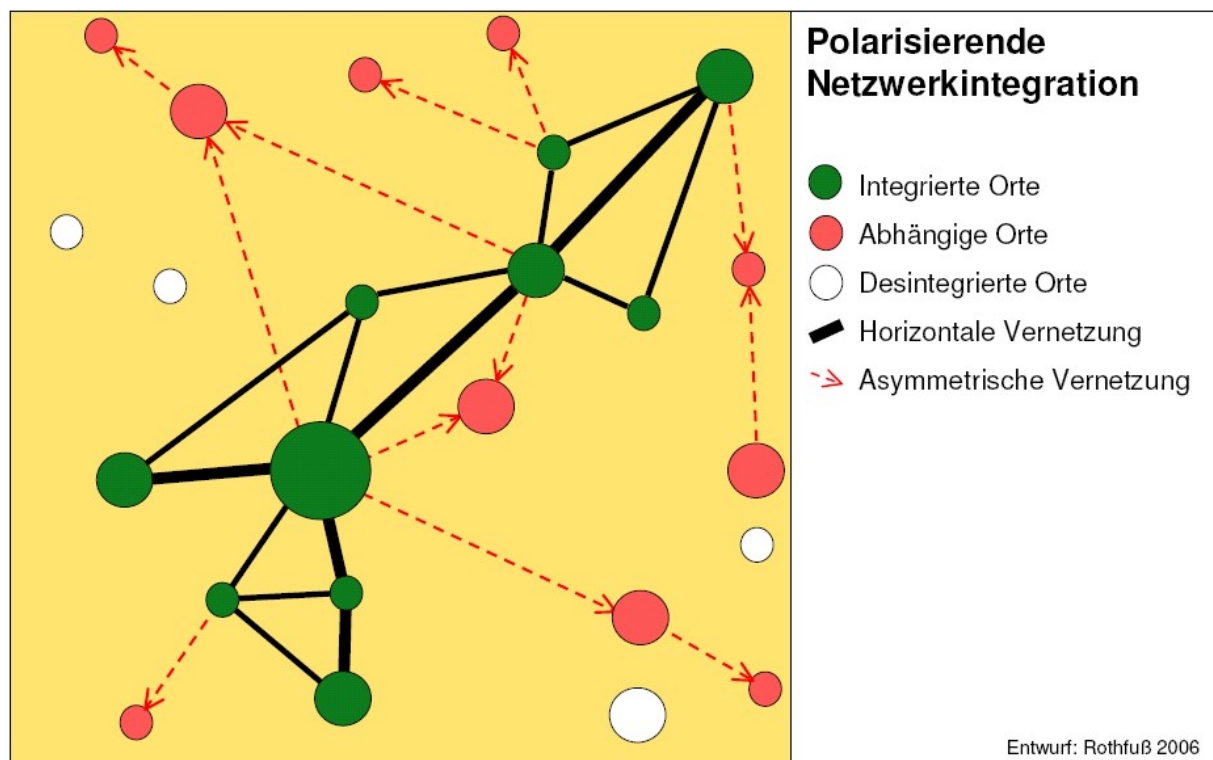 Polarisierende
Netzwerkintegration
Integrierte Orte
Abhängige Orte
Desintegrierte Orte
Horizontale Vernetzung
Asymmetrische Vernetzung
Entwurf: Rothfuß 2006